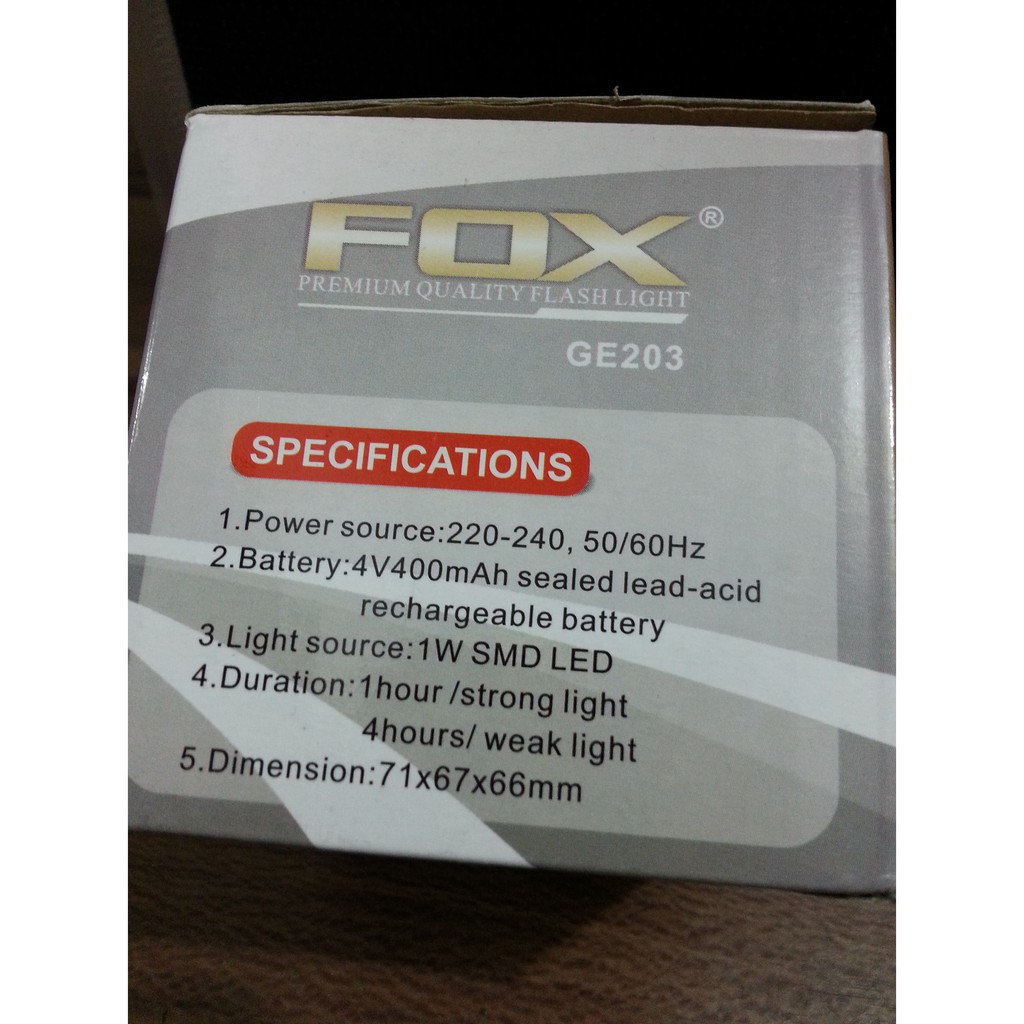 FOX®
PREMIUM QUALITY FLASH LIGHT
GE203
SPECIFICATIONS
1.Power source:220-240, 50/60Hz
2.Battery:4V400mAh sealed lead-acid
rechargeable battery
3.Light source:1W SMD LED
4.Duration:1hour /strong light
4hours/ weak light
5.Dimension:71x67x66mm